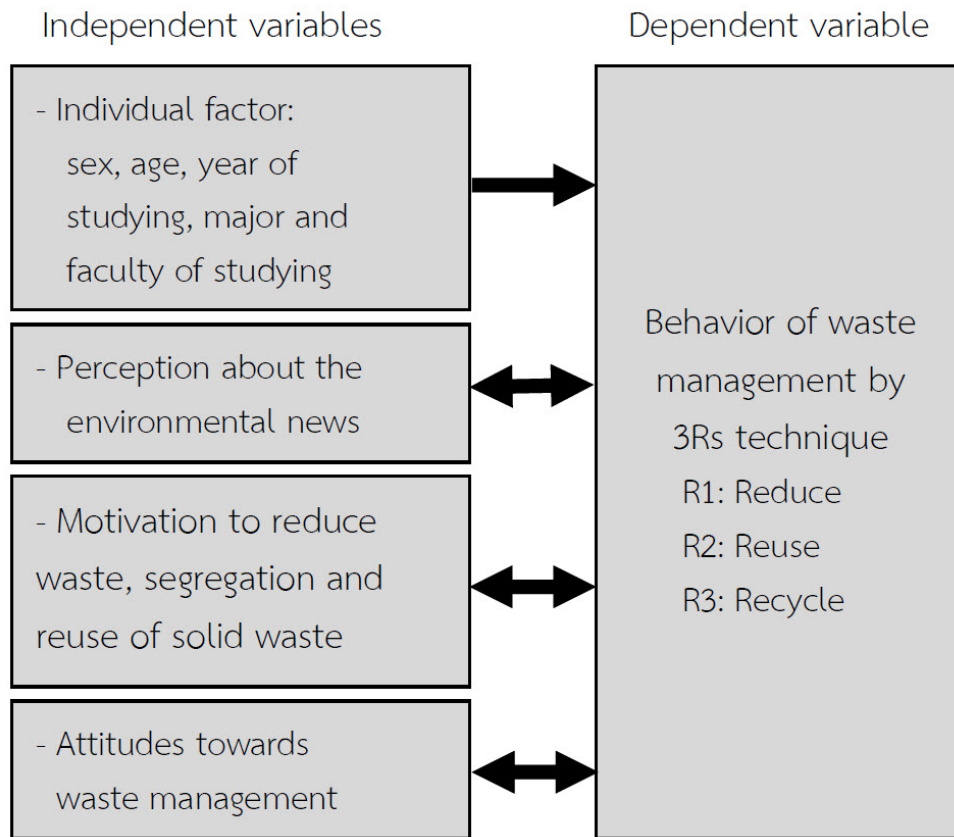 Independent variables
Dependent variable
- Individual factor:
sex, age, year of
studying, major and
faculty of studying
- Perception about the
environmental news
- Motivation to reduce
waste, segregation and
reuse of solid waste
- Attitudes towards
waste management
Behavior of waste
management by
3Rs technique
R1: Reduce
R2: Reuse
R3: Recycle